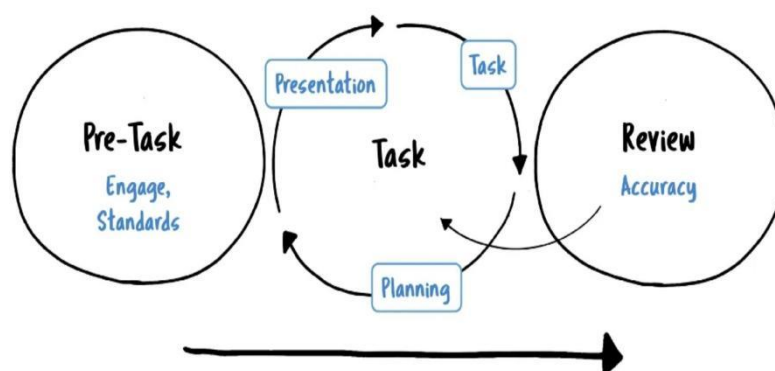 Pre-Task
Engage,
Standards
Presentation
Task
Task
Planning
Review
Accuracy